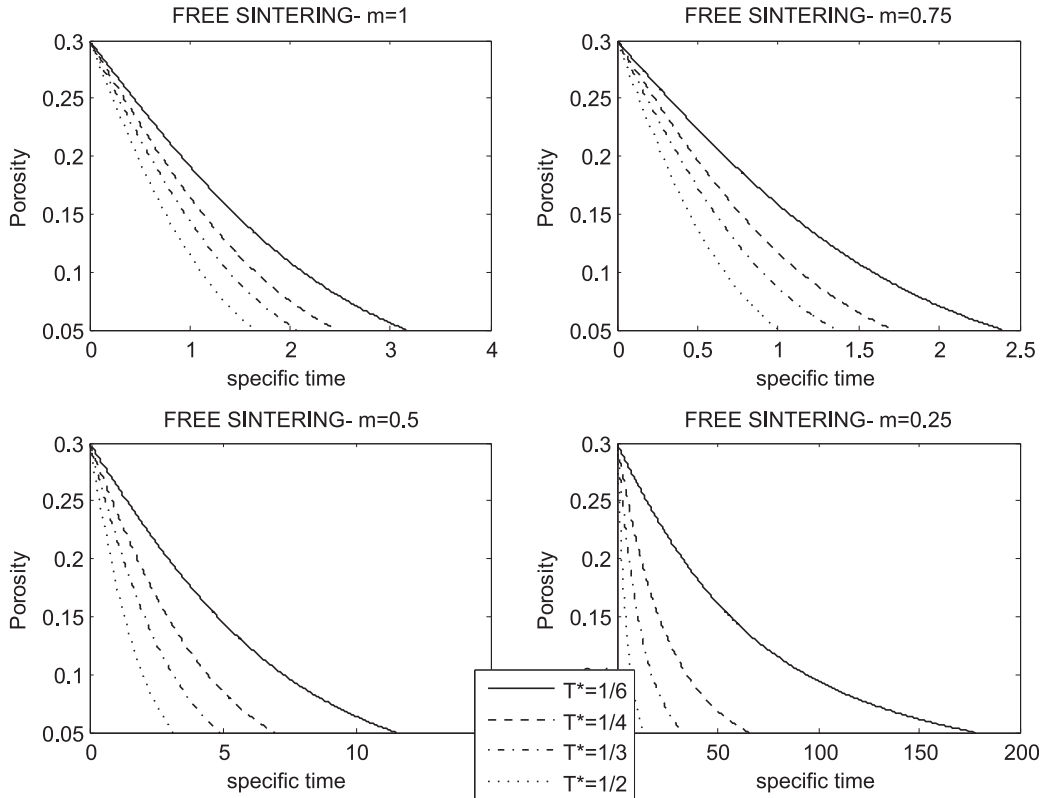 FREE SINTERING- m=1
0.3
0.25
0.2
0.15
0.1
0.05
Porosity
0 1 2 3 4
specific time
FREE SINTERING- m=0.75
0.3
0.25
0.2
0.15
0.1
0.05
Porosity
0 0.5 1 1.5 2 2.5
specific time
FREE SINTERING- m=0.5
0.3
0.25
0.2
0.15
0.1
0.05
Porosity
0 5 10
specific time
FREE SINTERING- m=0.25
0.3
0.25
0.2
0.15
Porosity
50 100 150 200
specific time
T*=1/6
T*=1/4
T*=1/3
T*=1/2